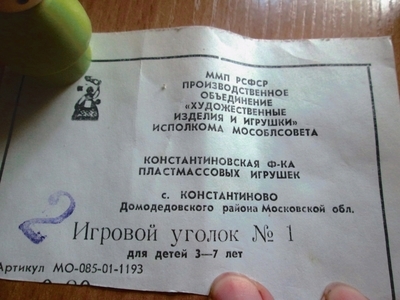 ММП РСФСР
ПРОИЗВОДСТВЕННОЕ
ОБЪЕДИНЕНИЕ
«ХУДОЖЕСТВЕННЫЕ
ИЗДЕЛИЯ И ИГРУШКИ»
ИСПОЛКОМА МОСОБЛСОВЕТА
КОНСТАНТИНОВСКАЯ Ф-КА
ПЛАСТМАССОВЫХ ИГРУШЕК
с. КОНСТАНТИНОВО
Домодедовского района Московской обл.
2
Игровой уголок № 1
для детей 3—7 лет
Артикул МО-085-01-1193